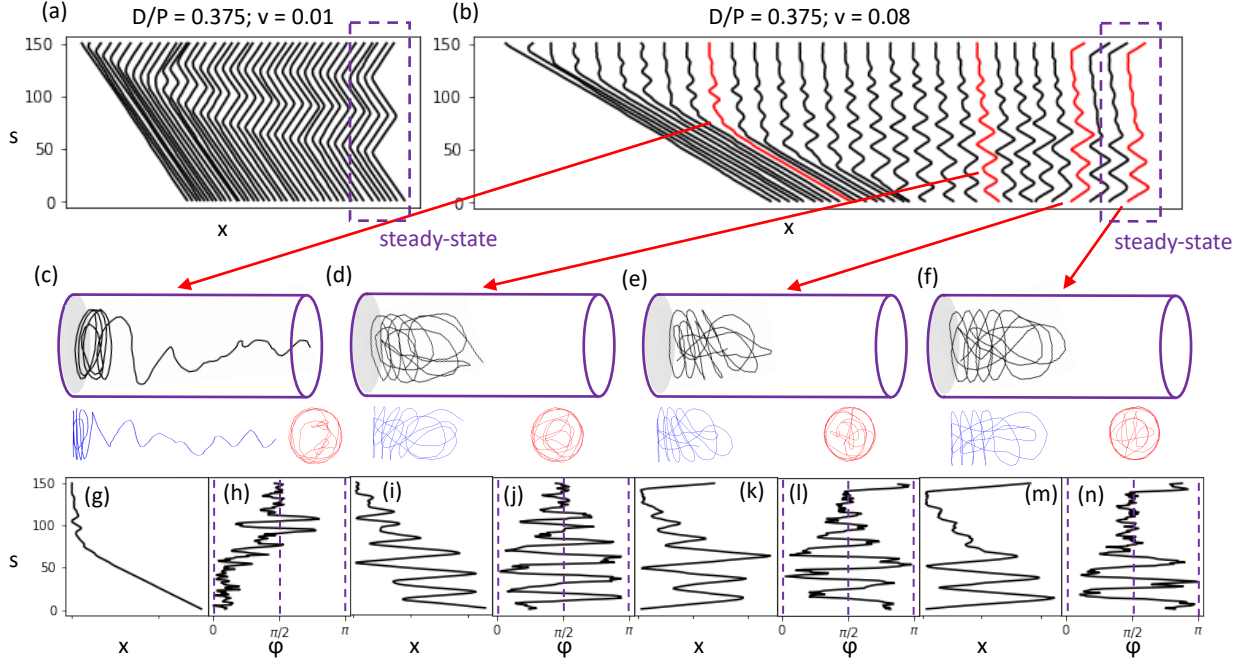 D/P = 0.375; v = 0.01
D/P = 0.375; v = 0.08
(a)
(b)
150
100
50
0
s
x
steady-state
150
100
50
0
x
steady-state
(c)
(d)
(e)
(f)
(g)
(h)
(i)
(j)
(k)
(l)
(m)
(n)
150
100
50
0
s
0
π/2
π
0
π/2
π
0
π/2
π
0
π/2
π
x
φ
x
φ
x
φ
x
φ